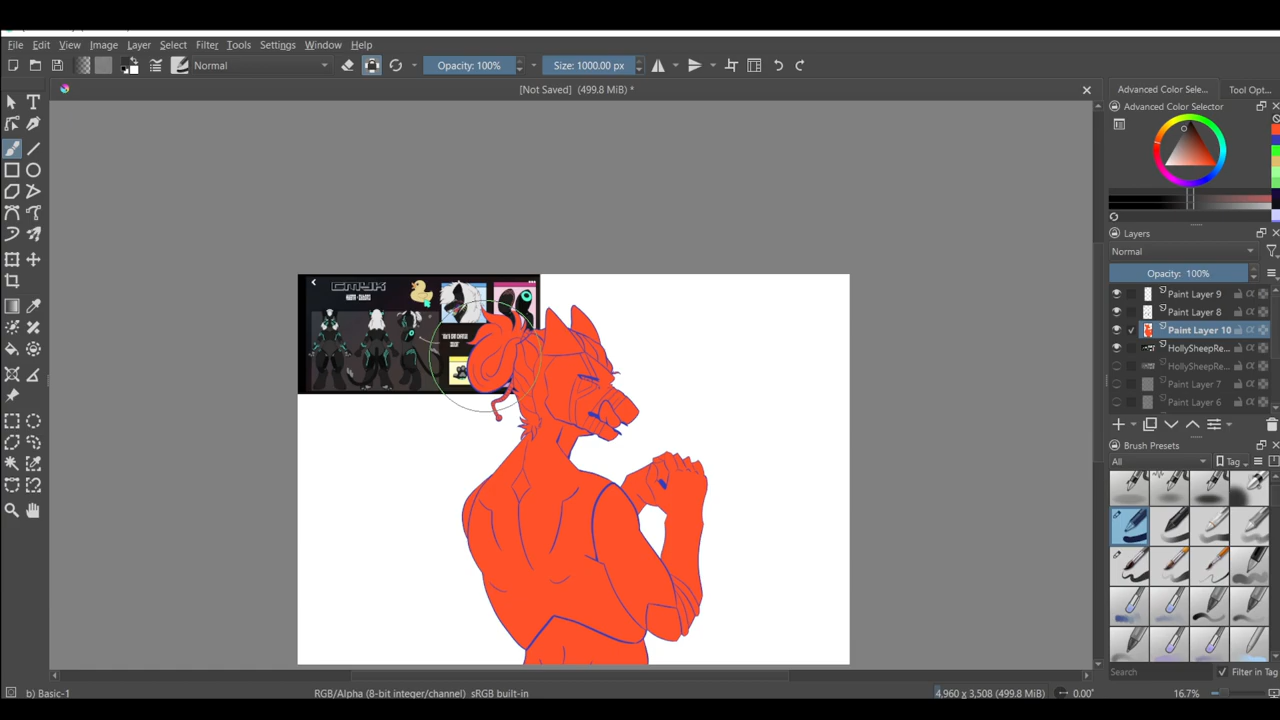 File Edit View Image Layer Select Filter Tools Settings Window Help
Normal Opacity: 100% Size: 1000.00 px
[Not Saved] (499.8 MiB) *
Advanced Color Sele... Tool Opt...
Advanced Color Selector
CMYK
Layers
Normal
Opacity: 100%
Paint Layer 9
Paint Layer 8
Paint Layer 10
HollySheepRe...
HollySheepRe...
Paint Layer 7
Paint Layer 6
Brush Presets
All Tag
Search Filter in Tag
b) Basic-1 RGB/Alpha (8-bit integer/channel) sRGB built-in 4,960 x 3,508 (499.8 MiB) 0.00° 16.7%